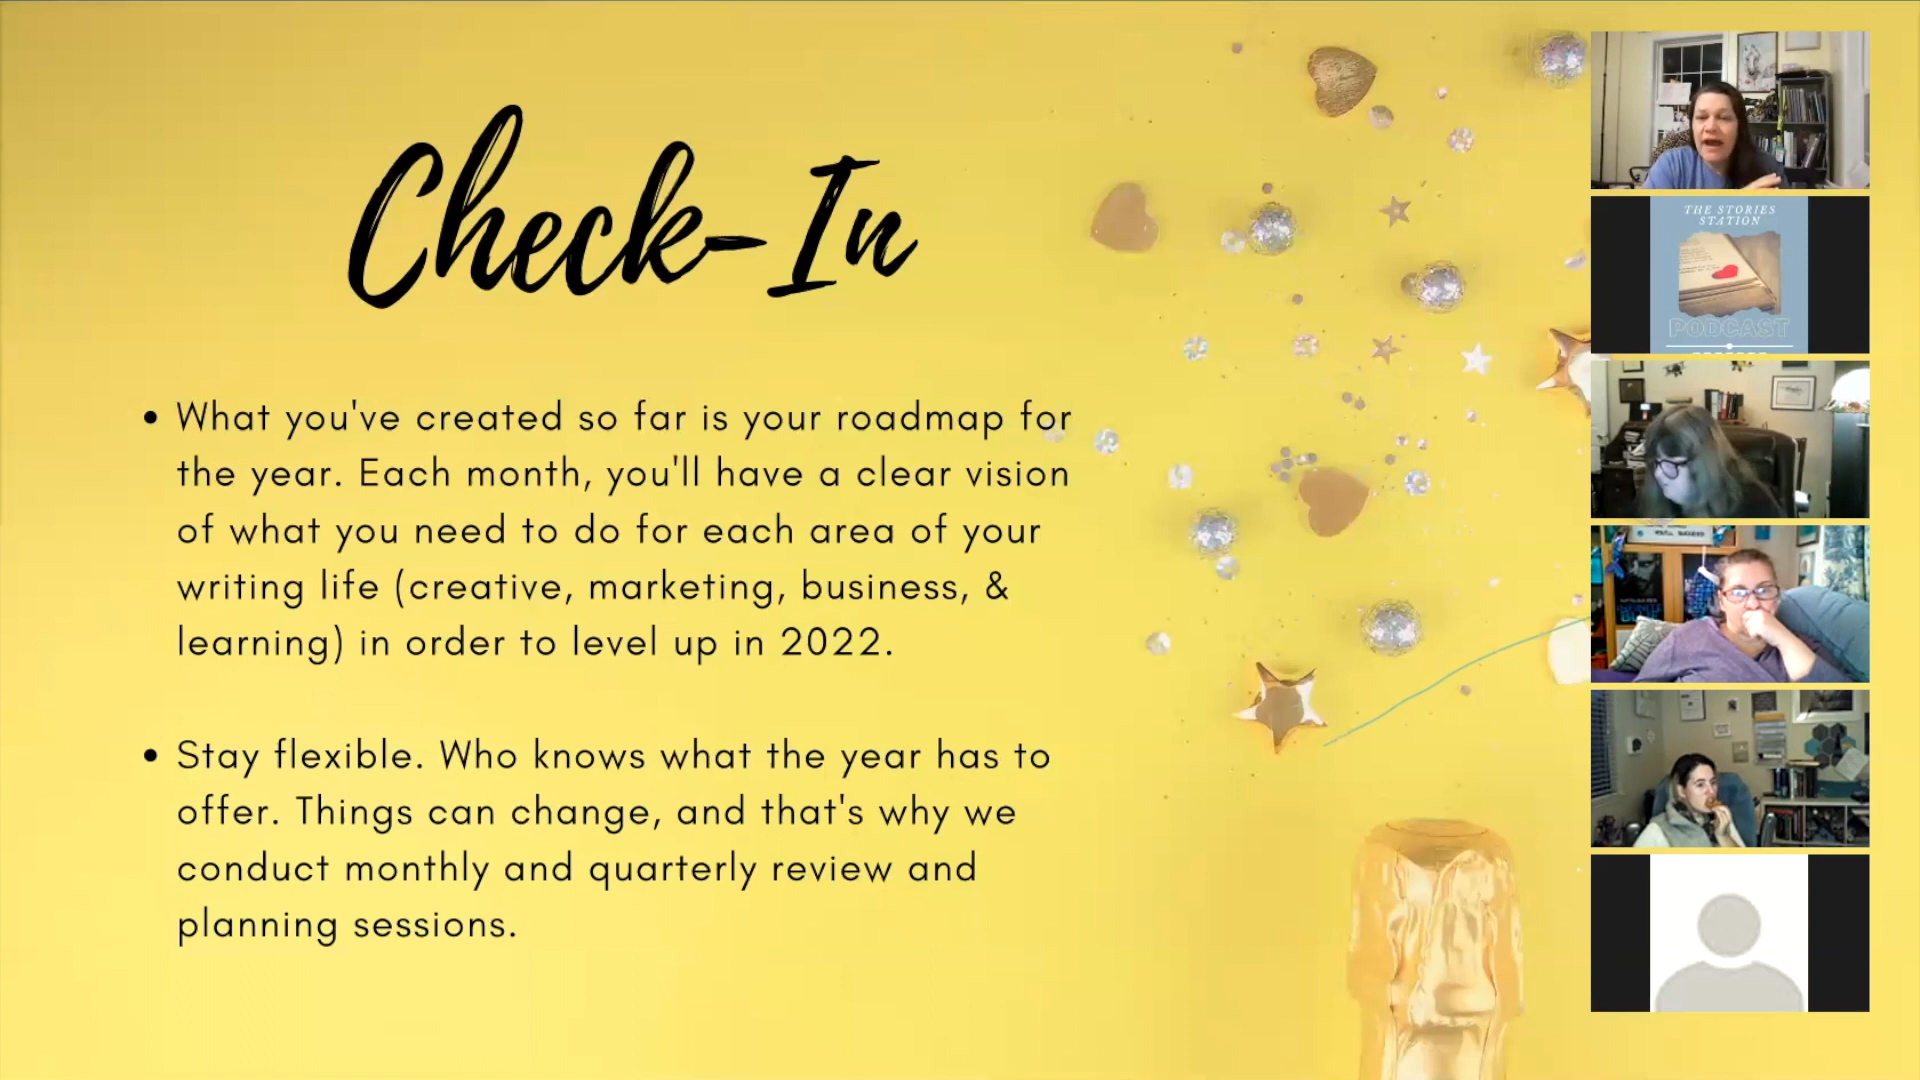 Check-In
• What you've created so far is your roadmap for
the year. Each month, you'll have a clear vision
of what you need to do for each area of your
writing life (creative, marketing, business, &
learning) in order to level up in 2022.
• Stay flexible. Who knows what the year has to
offer. Things can change, and that's why we
conduct monthly and quarterly review and
planning sessions.
THE STORIES
STATION
PODCAST